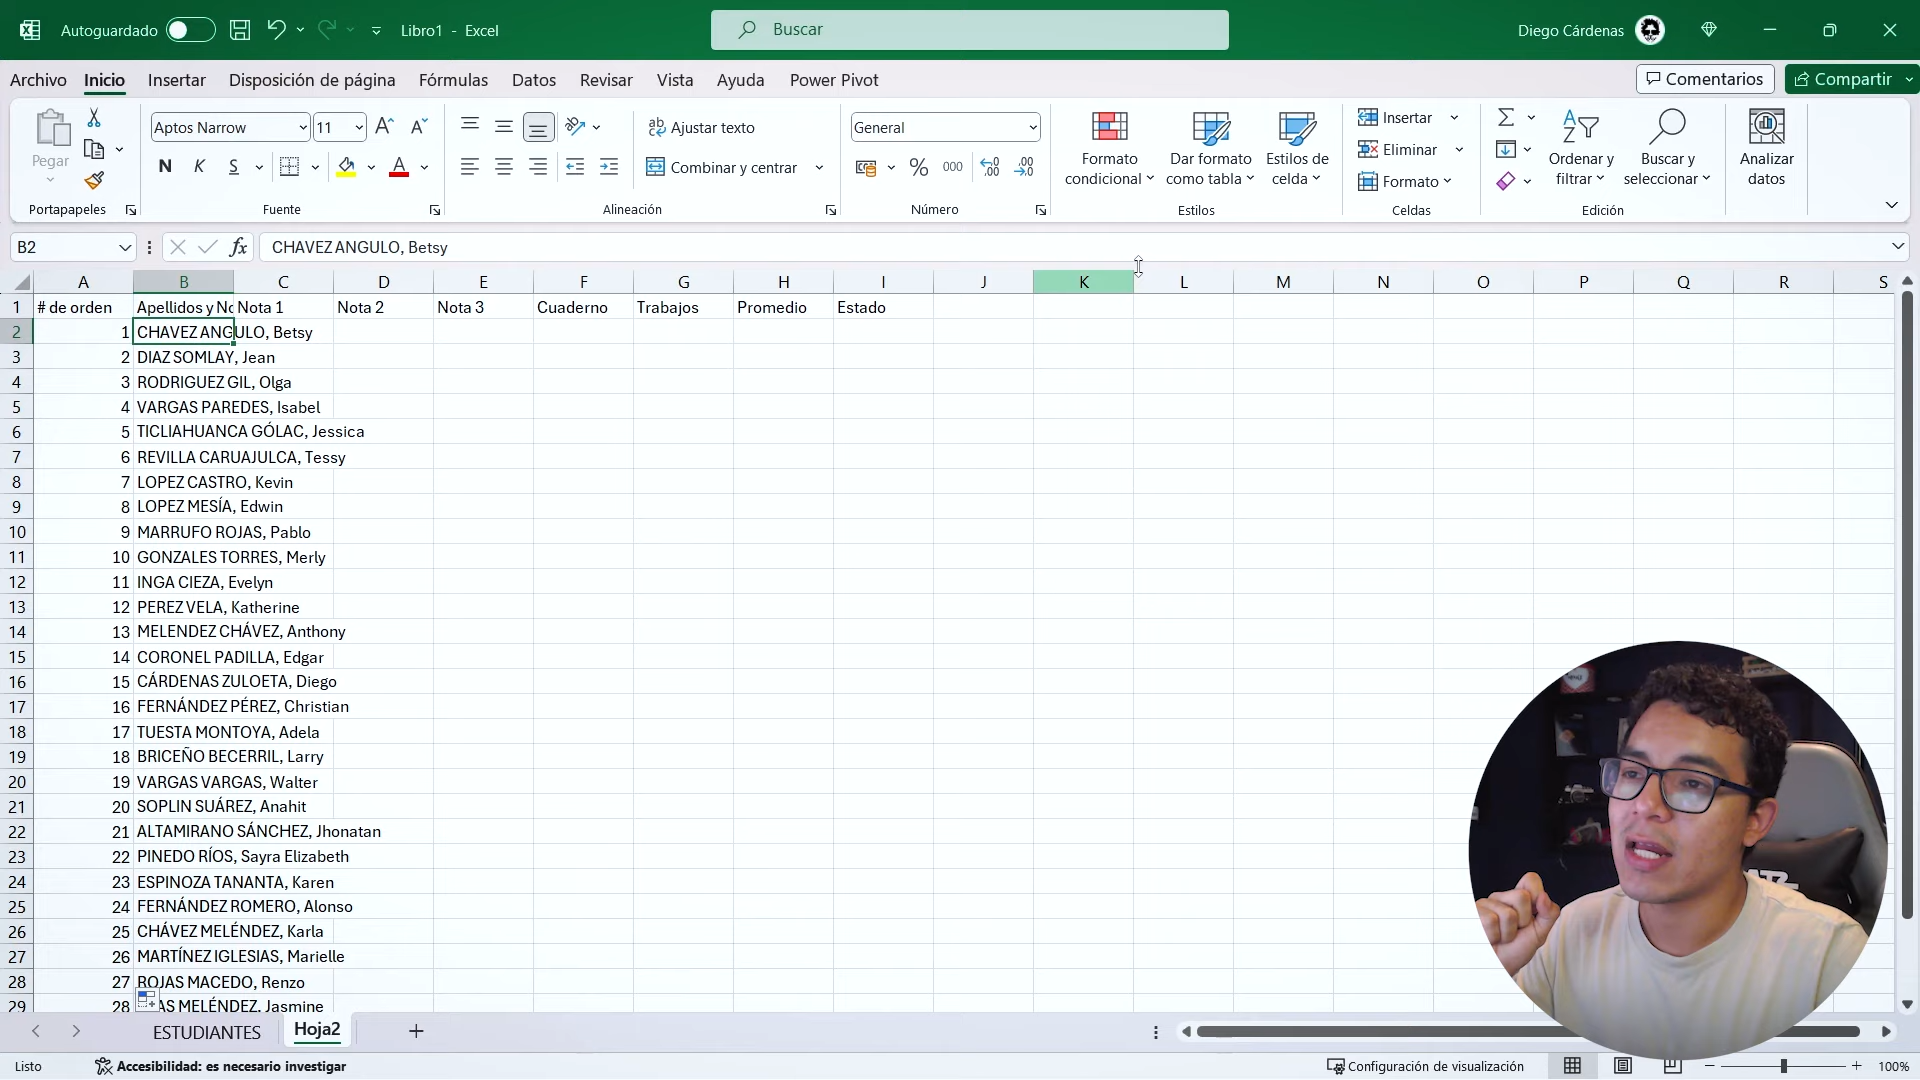 Autoguardado Libro1 - Excel Buscar Diego Cárdenas
Archivo Inicio Insertar Disposición de página Fórmulas Datos Revisar Vista Ayuda Power Pivot Comentarios Compartir
Pegar
Portapapeles
Aptos Narrow 11
N K S
Fuente
Ajustar texto
Combinar y centrar
Alineación
General
% 000
Número
Formato condicional
Dar formato como tabla
Estilos de celda
Estilos
Insertar
Eliminar
Formato
Celdas
Ordenar y filtrar
Buscar y seleccionar
Edición
Analizar datos
B2 fx CHAVEZ ANGULO, Betsy
A B C D E F G H I J K L M N O P Q R S
1 # de orden Apellidos y No Nota 1 Nota 2 Nota 3 Cuaderno Trabajos Promedio Estado
2 1 CHAVEZ ANGULO, Betsy
3 2 DIAZ SOMLAY, Jean
4 3 RODRIGUEZ GIL, Olga
5 4 VARGAS PAREDES, Isabel
6 5 TICLIAHUANCA GÓLAC, Jessica
7 6 REVILLA CARUAJULCA, Tessy
8 7 LOPEZ CASTRO, Kevin
9 8 LOPEZ MESÍA, Edwin
10 9 MARRUFO ROJAS, Pablo
11 10 GONZALES TORRES, Merly
12 11 INGA CIEZA, Evelyn
13 12 PEREZ VELA, Katherine
14 13 MELENDEZ CHÁVEZ, Anthony
15 14 CORONEL PADILLA, Edgar
16 15 CÁRDENAS ZULOETA, Diego
17 16 FERNÁNDEZ PÉREZ, Christian
18 17 TUESTA MONTOYA, Adela
19 18 BRICEÑO BECERRIL, Larry
20 19 VARGAS VARGAS, Walter
21 20 SOPLIN SUÁREZ, Anahit
22 21 ALTAMIRANO SÁNCHEZ, Jhonatan
23 22 PINEDO RÍOS, Sayra Elizabeth
24 23 ESPINOZA TANANTA, Karen
25 24 FERNÁNDEZ ROMERO, Alonso
26 25 CHÁVEZ MELÉNDEZ, Karla
27 26 MARTÍNEZ IGLESIAS, Marielle
28 27 ROJAS MACEDO, Renzo
29 28 MELÉNDEZ, Jasmine
ESTUDIANTES Hoja2
Listo Accesibilidad: es necesario investigar Configuración de visualización 100%